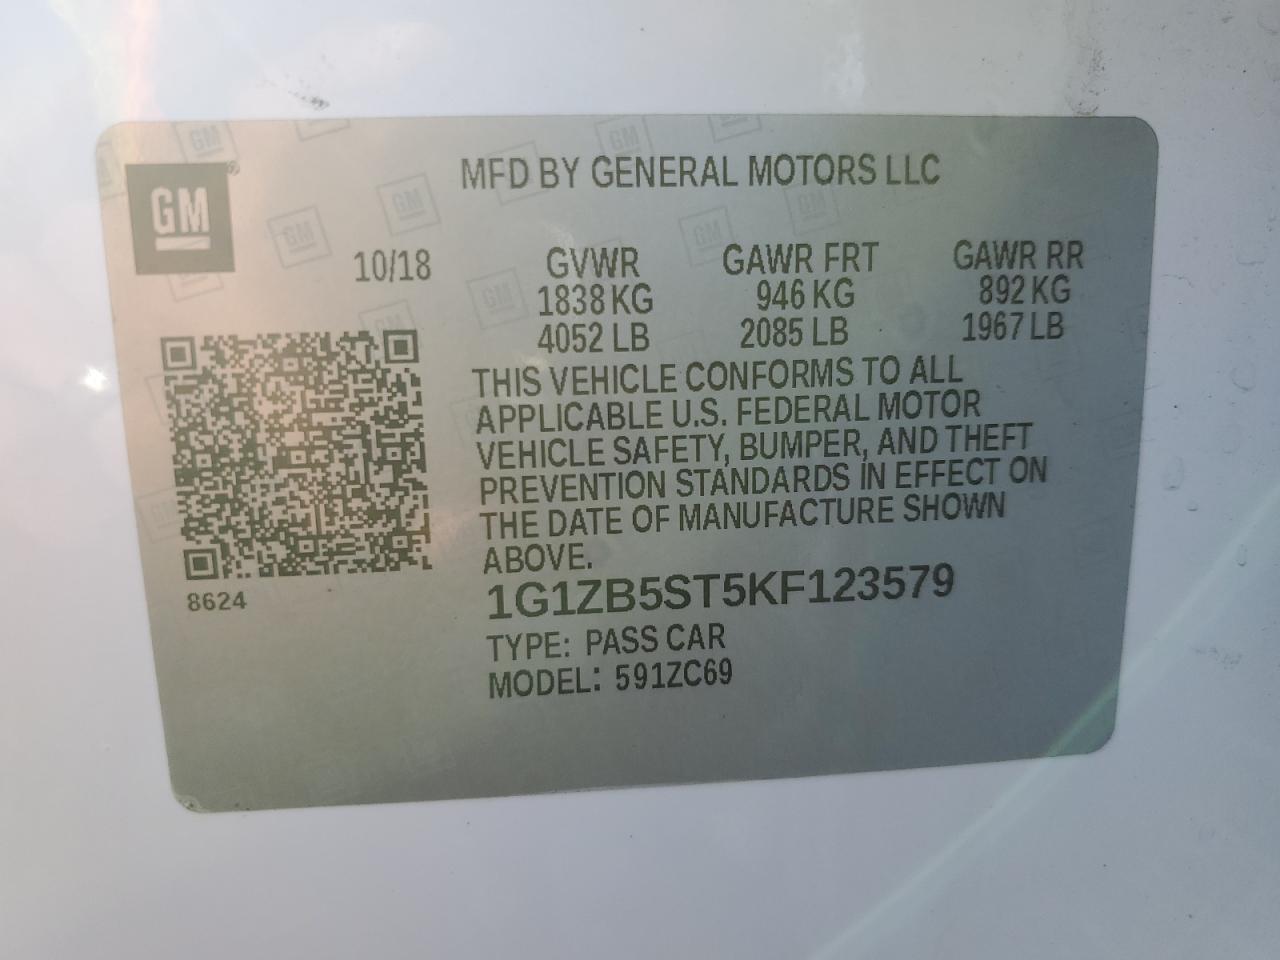 GM
MFD BY GENERAL MOTORS LLC
10/18 GVWR GAWR FRT GAWR RR
1838 KG 946 KG 892 KG
4052 LB 2085 LB 1967 LB
THIS VEHICLE CONFORMS TO ALL
APPLICABLE U.S. FEDERAL MOTOR
VEHICLE SAFETY, BUMPER, AND THEFT
PREVENTION STANDARDS IN EFFECT ON
THE DATE OF MANUFACTURE SHOWN
ABOVE.
8624
1G1ZB5ST5KF123579
TYPE: PASS CAR
MODEL: 591ZC69